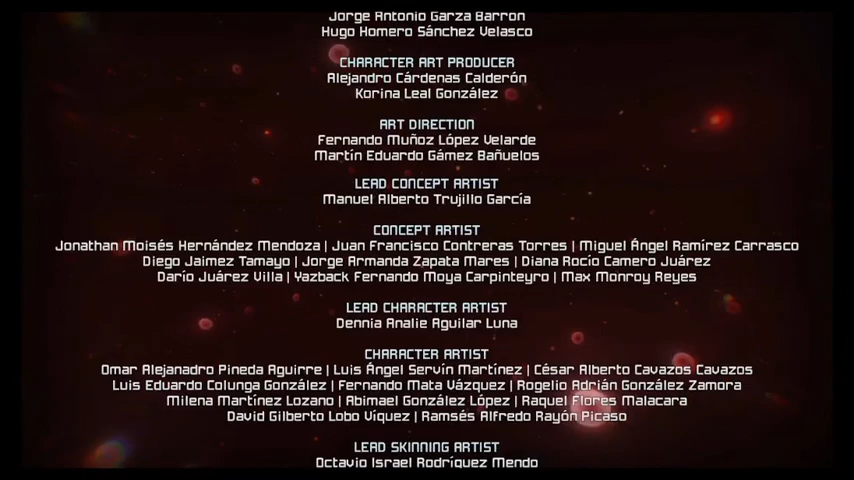 Jorge Antonio Garza Barrón
Hugo Homero Sánchez Velasco
CHARACTER ART PRODUCER
Alejandro Cárdenas Calderón
Korina Leal González
ART DIRECTION
Fernando Muñoz López Velarde
Martín Eduardo Gámez Bañuelos
LEAD CONCEPT ARTIST
Manuel Alberto Trujillo García
CONCEPT ARTIST
Jonathan Moisés Hernández Mendoza | Juan Francisco Contreras Torres | Miguel Ángel Ramírez Carrasco
Diego Jaimez Tamayo | Jorge Armanda Zapata Mares | Diana Rocío Camero Juárez
Darío Juárez Villa | Yazback Fernando Moya Carpinteyro | Max Monroy Reyes
LEAD CHARACTER ARTIST
Dennia Analie Aguilar Luna
CHARACTER ARTIST
Omar Alejanadro Pineda Aguirre | Luis Ángel Servín Martínez | César Alberto Cavazos Cavazos
Luis Eduardo Colunga González | Fernando Mata Vázquez | Rogelio Adrián González Zamora
Milena Martínez Lozano | Abimael González López | Raquel Flores Malacara
David Gilberto Lobo Víquez | Ramsés Alfredo Rayón Picaso
LEAD SKINNING ARTIST
Octavio Israel Rodríguez Mendo